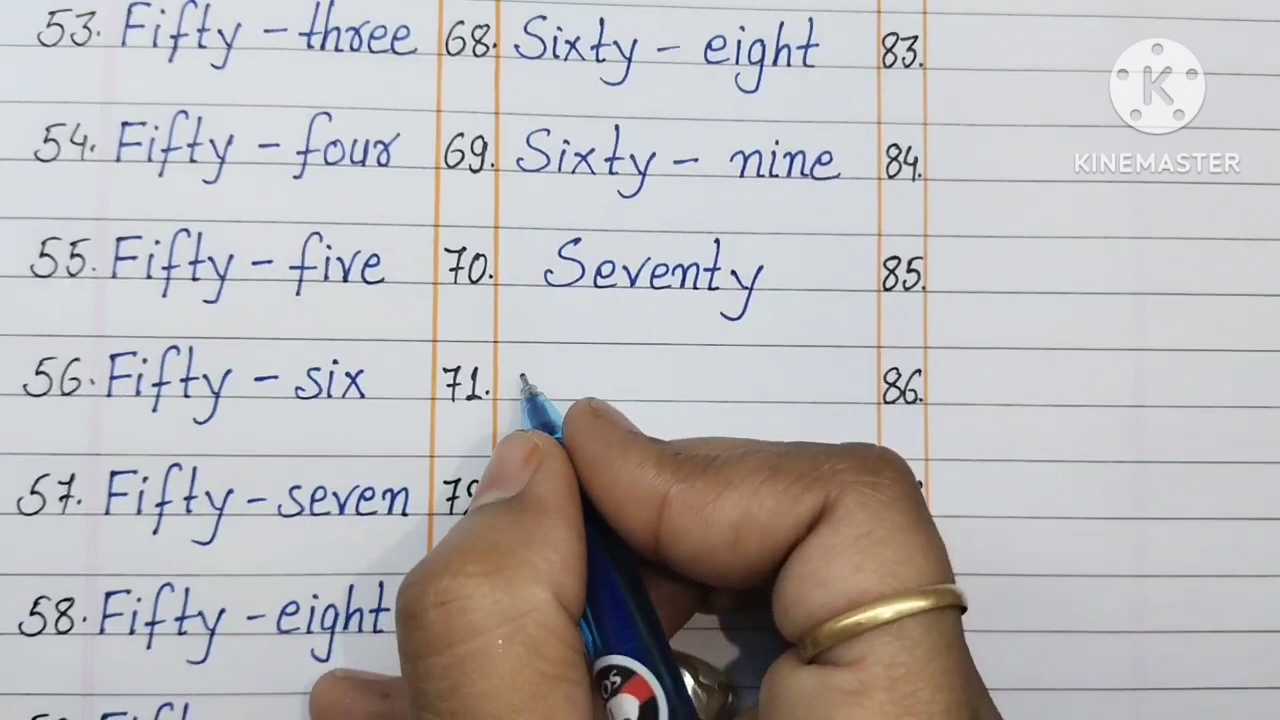 53. Fifty - three 68. Sixty - eight 83.
54. Fifty - four 69. Sixty - nine 84.
55. Fifty - five 70. Seventy 85.
56. Fifty - six 71. 86.
57. Fifty - seven
58. Fifty - eight
K
KINEMASTER